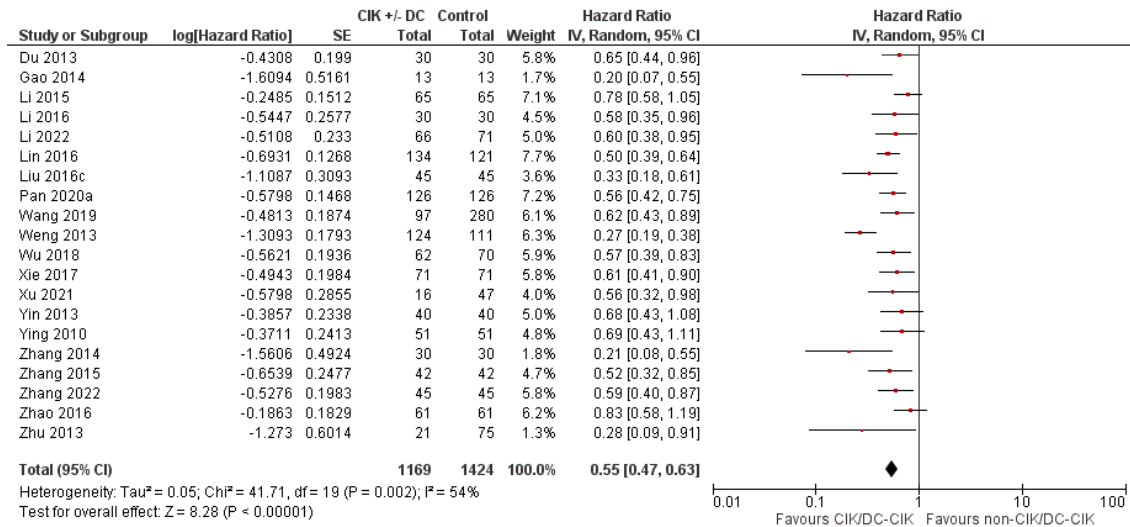 CIK +/- DC Control Hazard Ratio Hazard Ratio
Study or Subgroup log[Hazard Ratio] SE Total Total Weight IV, Random, 95% CI IV, Random, 95% CI
Du 2013 -0.4308 0.199 30 30 5.8% 0.65 [0.44, 0.96]
Gao 2014 -1.6094 0.5161 13 13 1.7% 0.20 [0.07, 0.55]
Li 2015 -0.2485 0.1512 65 65 7.1% 0.78 [0.58, 1.05]
Li 2016 -0.5447 0.2577 30 30 4.5% 0.58 [0.35, 0.96]
Li 2022 -0.5108 0.233 66 71 5.0% 0.60 [0.38, 0.95]
Lin 2016 -0.6931 0.1268 134 121 7.7% 0.50 [0.39, 0.64]
Liu 2016c -1.1087 0.3093 45 45 3.6% 0.33 [0.18, 0.61]
Pan 2020a -0.5798 0.1468 126 126 7.2% 0.56 [0.42, 0.75]
Wang 2019 -0.4813 0.1874 97 280 6.1% 0.62 [0.43, 0.89]
Weng 2013 -1.3093 0.1793 124 111 6.3% 0.27 [0.19, 0.38]
Wu 2018 -0.5621 0.1936 62 70 5.9% 0.57 [0.39, 0.83]
Xie 2017 -0.4943 0.1984 71 71 5.8% 0.61 [0.41, 0.90]
Xu 2021 -0.5798 0.2855 16 47 4.0% 0.56 [0.32, 0.98]
Yin 2013 -0.3857 0.2338 40 40 5.0% 0.68 [0.43, 1.08]
Ying 2010 -0.3711 0.2413 51 51 4.8% 0.69 [0.43, 1.11]
Zhang 2014 -1.5606 0.4924 30 30 1.8% 0.21 [0.08, 0.55]
Zhang 2015 -0.6539 0.2477 42 42 4.7% 0.52 [0.32, 0.85]
Zhang 2022 -0.5276 0.1983 45 45 5.8% 0.59 [0.40, 0.87]
Zhao 2016 -0.1863 0.1829 61 61 6.2% 0.83 [0.58, 1.19]
Zhu 2013 -1.273 0.6014 21 75 1.3% 0.28 [0.09, 0.91]
Total (95% CI) 1169 1424 100.0% 0.55 [0.47, 0.63]
Heterogeneity: Tau² = 0.05; Chi² = 41.71, df = 19 (P = 0.002); I² = 54%
Test for overall effect: Z = 8.28 (P < 0.00001)
0.01 0.1 1 10 100
Favours CIK/DC-CIK Favours non-CIK/DC-CIK